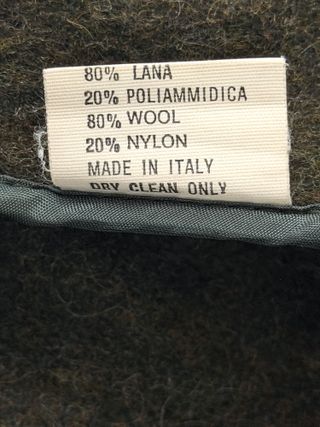 80% LANA
20% POLIAMMIDICA
80% WOOL
20% NYLON
MADE IN ITALY
DRY CLEAN ONLY